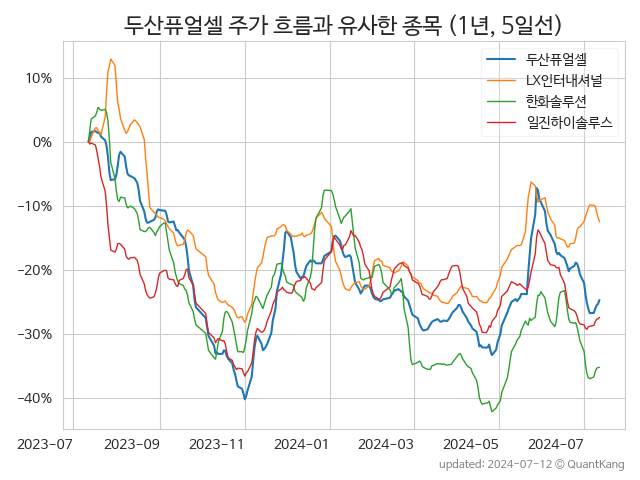 두산퓨얼셀 주가 흐름과 유사한 종목 (1년, 5일선)
두산퓨얼셀
LX인터내셔널
한화솔루션
일진하이솔루스
10%
0%
−10%
−20%
−30%
−40%
2023-07
2023-09
2023-11
2024-01
2024-03
2024-05
2024-07
updated: 2024-07-12 © QuantKang